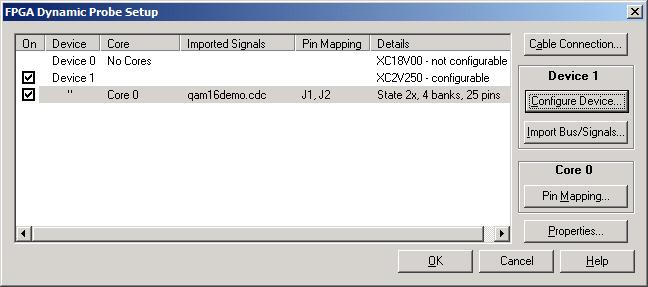 FPGA Dynamic Probe Setup
On Device Core Imported Signals Pin Mapping Details
Device 0 No Cores XC18V00 - not configurable
Device 1 XC2V250 - configurable
" Core 0 qam16demo.cdc J1, J2 State 2x, 4 banks, 25 pins
Cable Connection...
Device 1
Configure Device...
Import Bus/Signals...
Core 0
Pin Mapping...
Properties...
OK Cancel Help